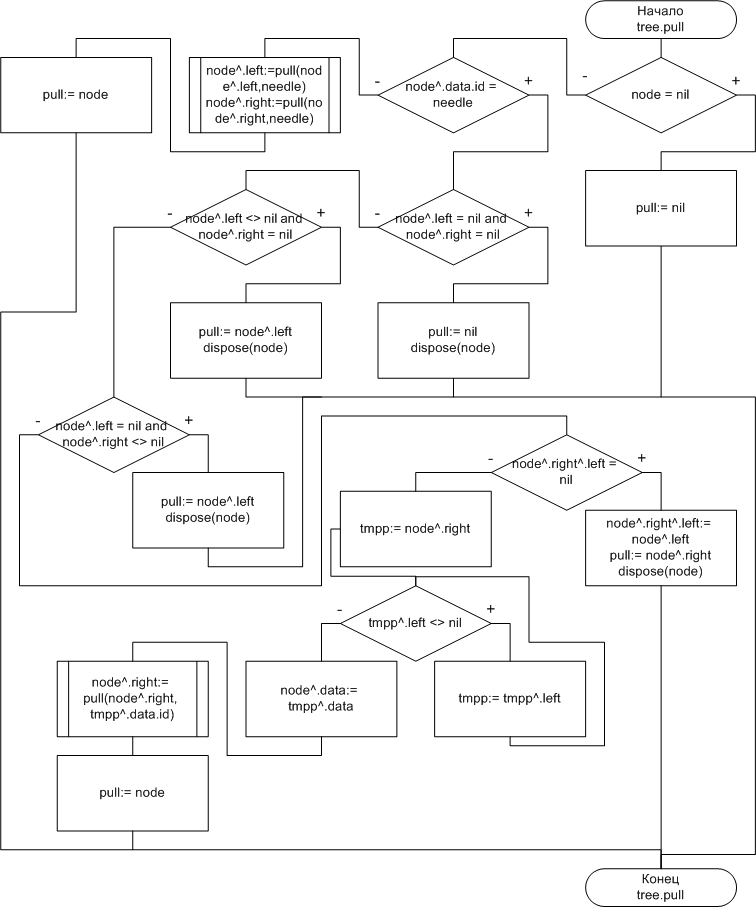 Начало
tree.pull
node = nil
-
+
node^.data.id =
needle
-
+
node^.left:=pull(nod
e^.left,needle)
node^.right:=pull(no
de^.right,needle)
pull:= node
pull:= nil
node^.left = nil and
node^.right = nil
-
+
node^.left <> nil and
node^.right = nil
-
+
pull:= node^.left
dispose(node)
pull:= nil
dispose(node)
node^.left = nil and
node^.right <> nil
-
+
pull:= node^.left
dispose(node)
node^.right^.left =
nil
-
+
tmpp:= node^.right
node^.right^.left:=
node^.left
pull:= node^.right
dispose(node)
tmpp^.left <> nil
-
+
node^.right:=
pull(node^.right,
tmpp^.data.id)
node^.data:=
tmpp^.data
tmpp:= tmpp^.left
pull:= node
Конец
tree.pull